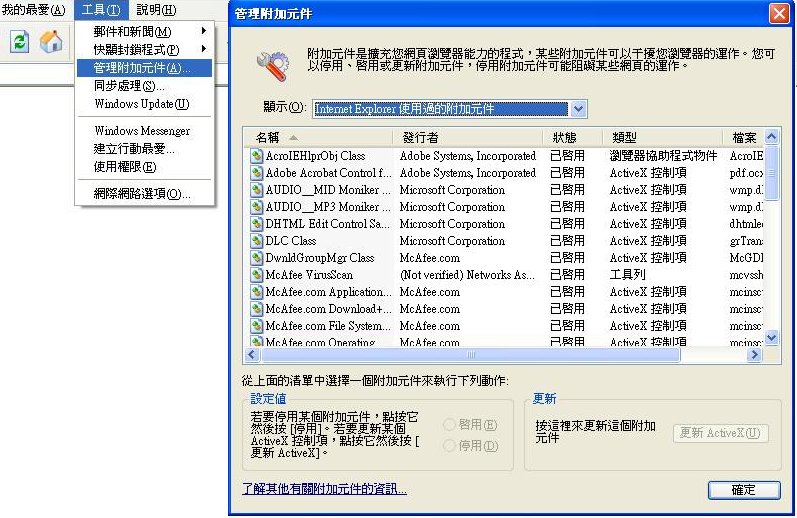 我的最愛(A) 工具(T) 說明(H)
郵件和新聞(M)
快顯封鎖程式(P)
管理附加元件(A)...
同步處理(S)...
Windows Update(U)
Windows Messenger
建立行動最愛...
使用權限(E)
網際網路選項(O)...
管理附加元件
附加元件是擴充您網頁瀏覽器能力的程式，某些附加元件可以干擾您瀏覽器的運作。您可
以停用、啟用或更新附加元件，停用附加元件可能阻礙某些網頁的運作。
顯示(O): Internet Explorer 使用過的附加元件
名稱 發行者 狀態 類型 檔案
AcroIEHlprObj Class Adobe Systems, Incorporated 已啟用 瀏覽器協助程式物件 AcroIE
Adobe Acrobat Control f... Adobe Systems, Incorporated 已啟用 ActiveX 控制項 pdf.ocx
AUDIO__MID Moniker ... Microsoft Corporation 已啟用 ActiveX 控制項 wmp.d
AUDIO__MP3 Moniker ... Microsoft Corporation 已啟用 ActiveX 控制項 wmp.d
DHTML Edit Control Sa... Microsoft Corporation 已啟用 ActiveX 控制項 dhtmle
DLC Class Microsoft Corporation 已啟用 ActiveX 控制項 grTran
DwnldGroupMgr Class McAfee.com 已啟用 ActiveX 控制項 McGD
McAfee VirusScan (Not verified) Networks As... 已啟用 工具列 mcvssh
McAfee.com Application... McAfee.com 已啟用 ActiveX 控制項 mcins
McAfee.com Download+... McAfee.com 已啟用 ActiveX 控制項 mcins
McAfee.com File System... McAfee.com 已啟用 ActiveX 控制項 mcins
McAfee.com Operating McAfee.com 已啟用 ActiveX 控制項 mcins
從上面的清單中選擇一個附加元件來執行下列動作:
設定值
若要停用某個附加元件，點按它
然後按 [停用]。若要更新某個
ActiveX 控制項，點按它然後按 [
更新 ActiveX]。
啟用(E)
停用(D)
更新
按這裡來更新這個附加
元件
更新 ActiveX(U)
了解其他有關附加元件的資訊...
確定